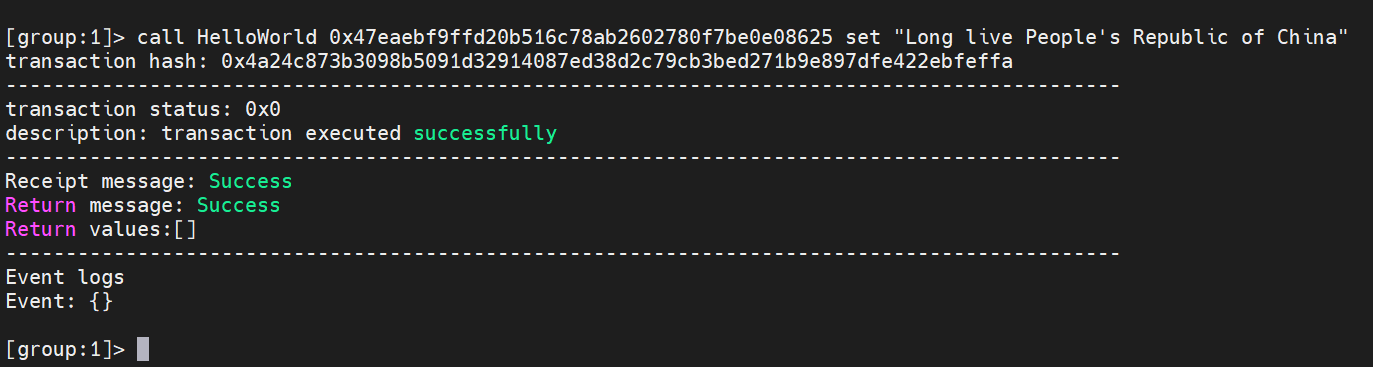 [group:1]> call HelloWorld 0x47eaebf9ffd20b516c78ab2602780f7be0e08625 set "Long live People's Republic of China"
transaction hash: 0x4a24c873b3098b5091d32914087ed38d2c79cb3bed271b9e897dfe422ebfeffa
---------------------------------------------------------------------------------------------
transaction status: 0x0
description: transaction executed successfully
---------------------------------------------------------------------------------------------
Receipt message: Success
Return message: Success
Return values:[]
---------------------------------------------------------------------------------------------
Event logs
Event: {}
[group:1]>